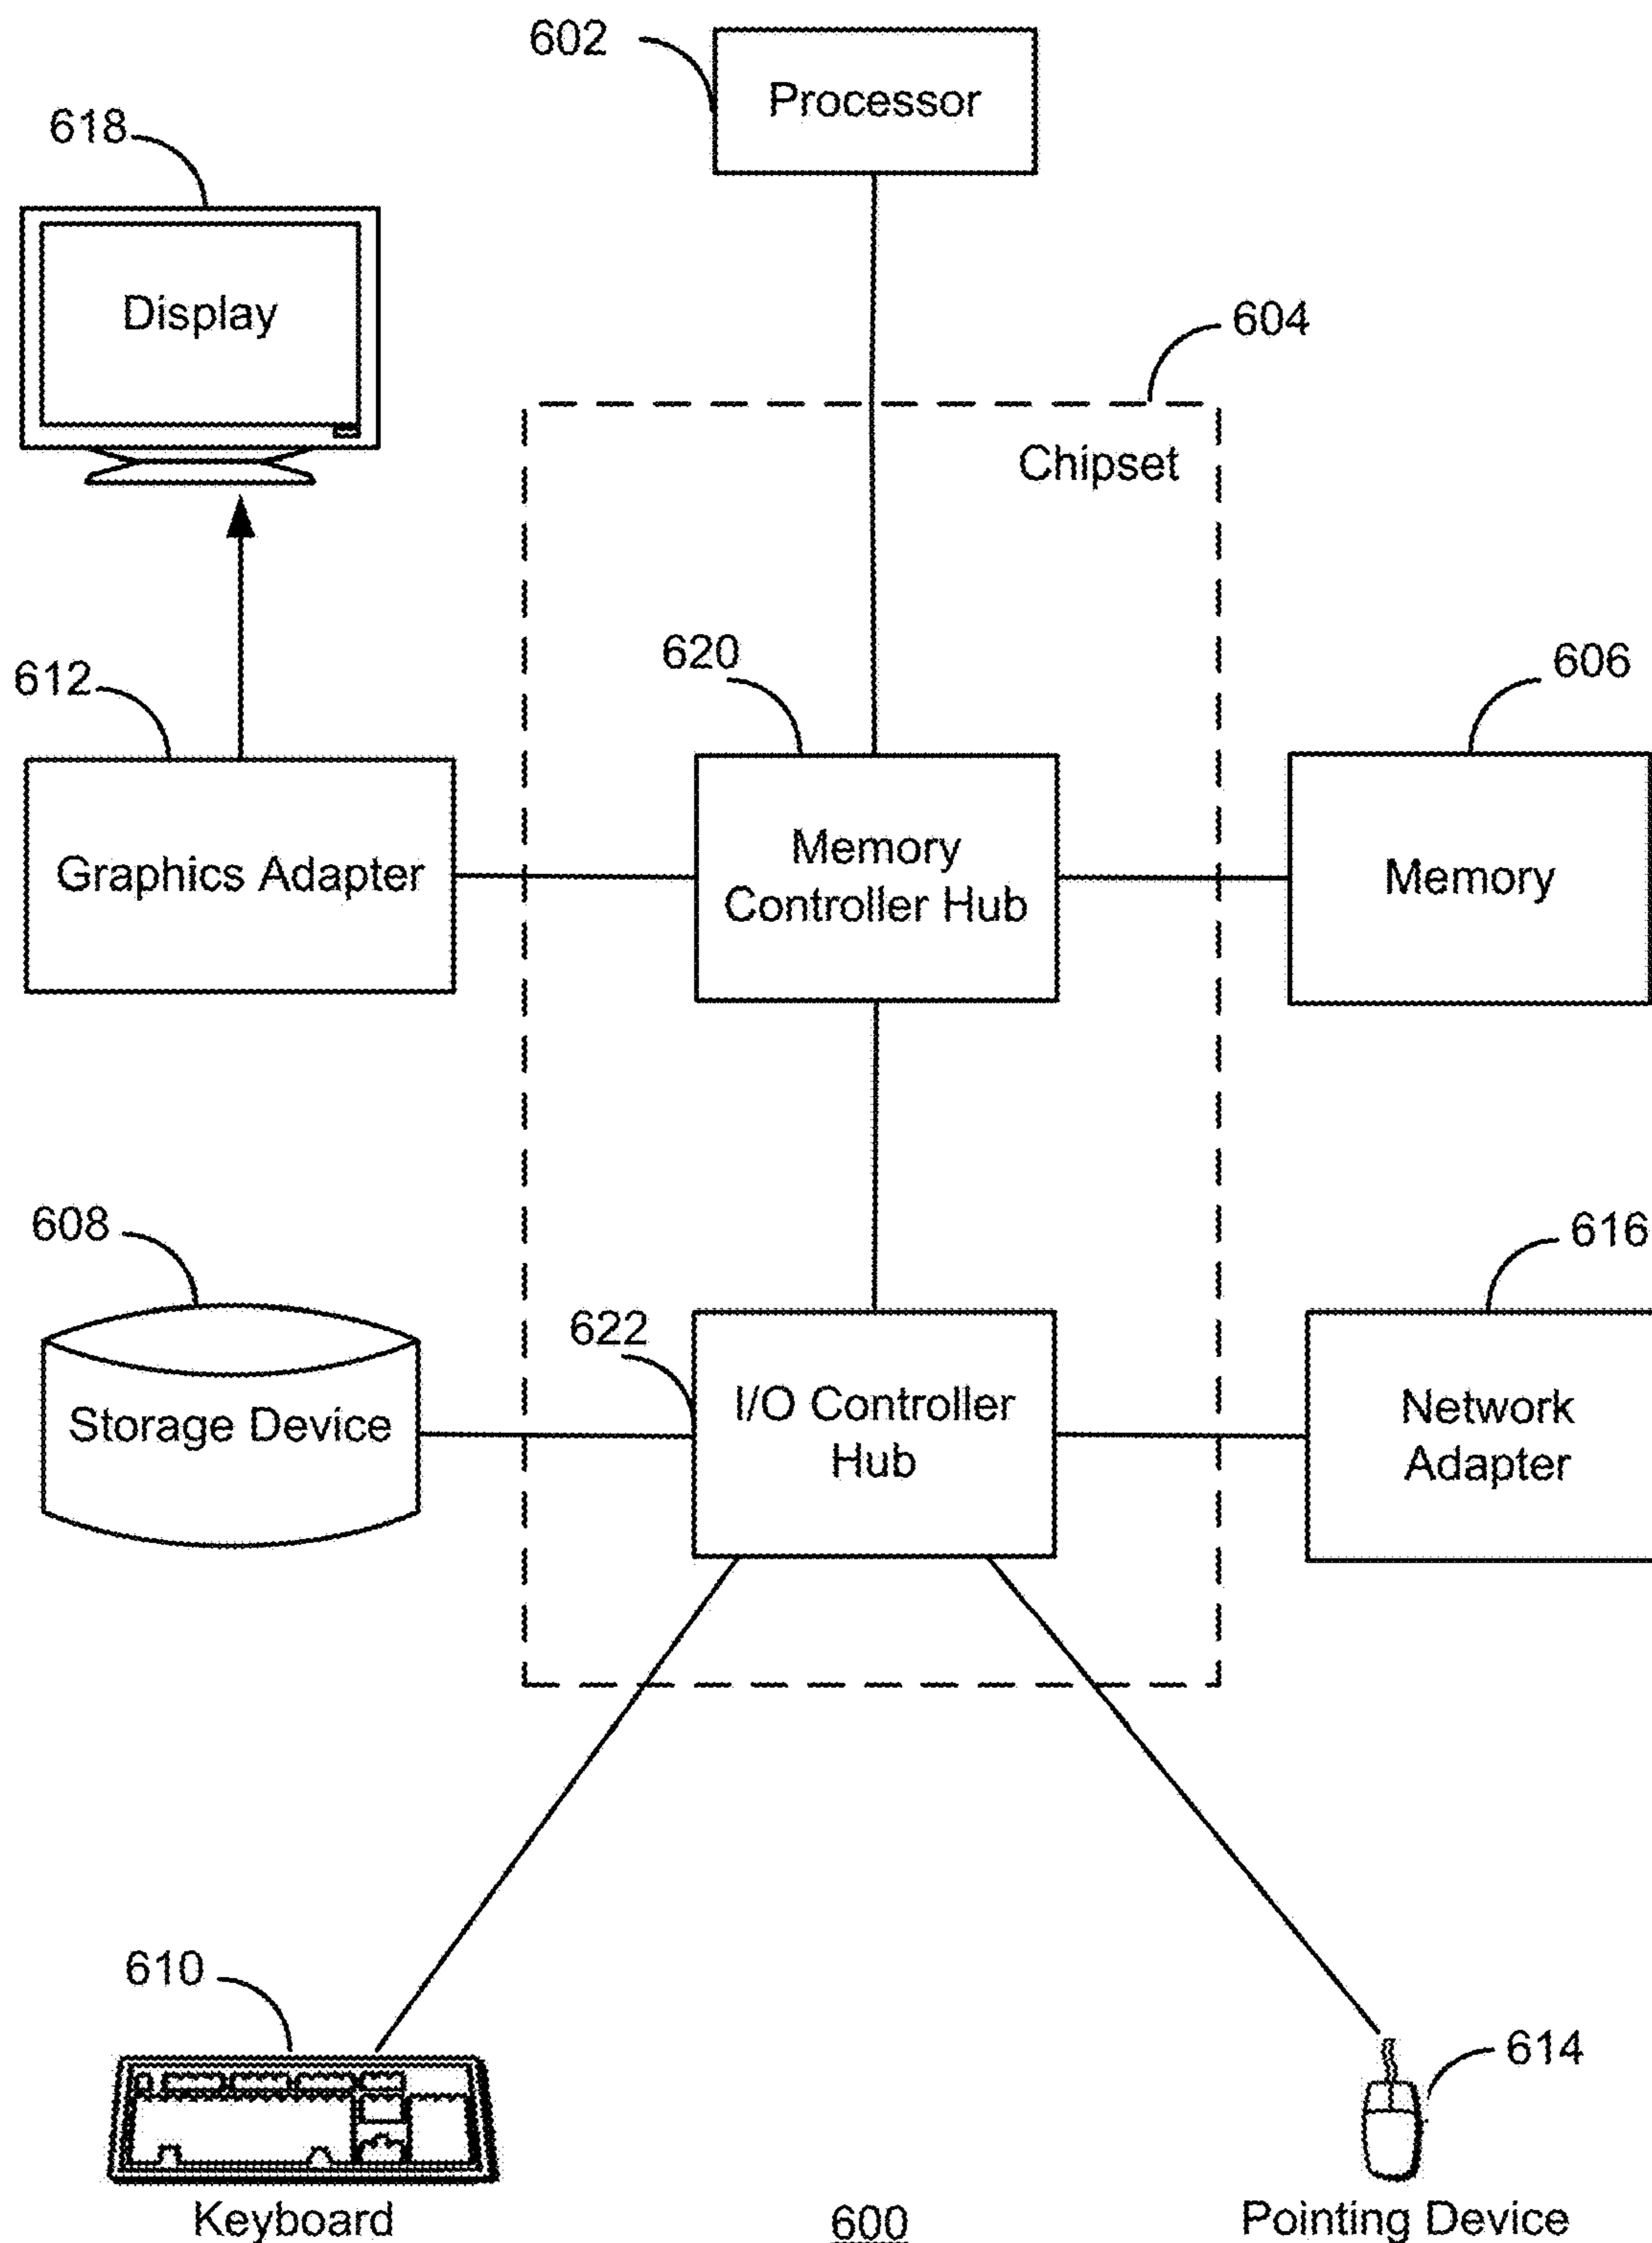 602
Processor
618
Display
604
Chipset
620
606
612
Memory
Controller Hub
Graphics Adapter
Memory
608
616
622
I/O Controller
Hub
Storage Device
Network
Adapter
610
614
Keyboard
600
Pointing Device